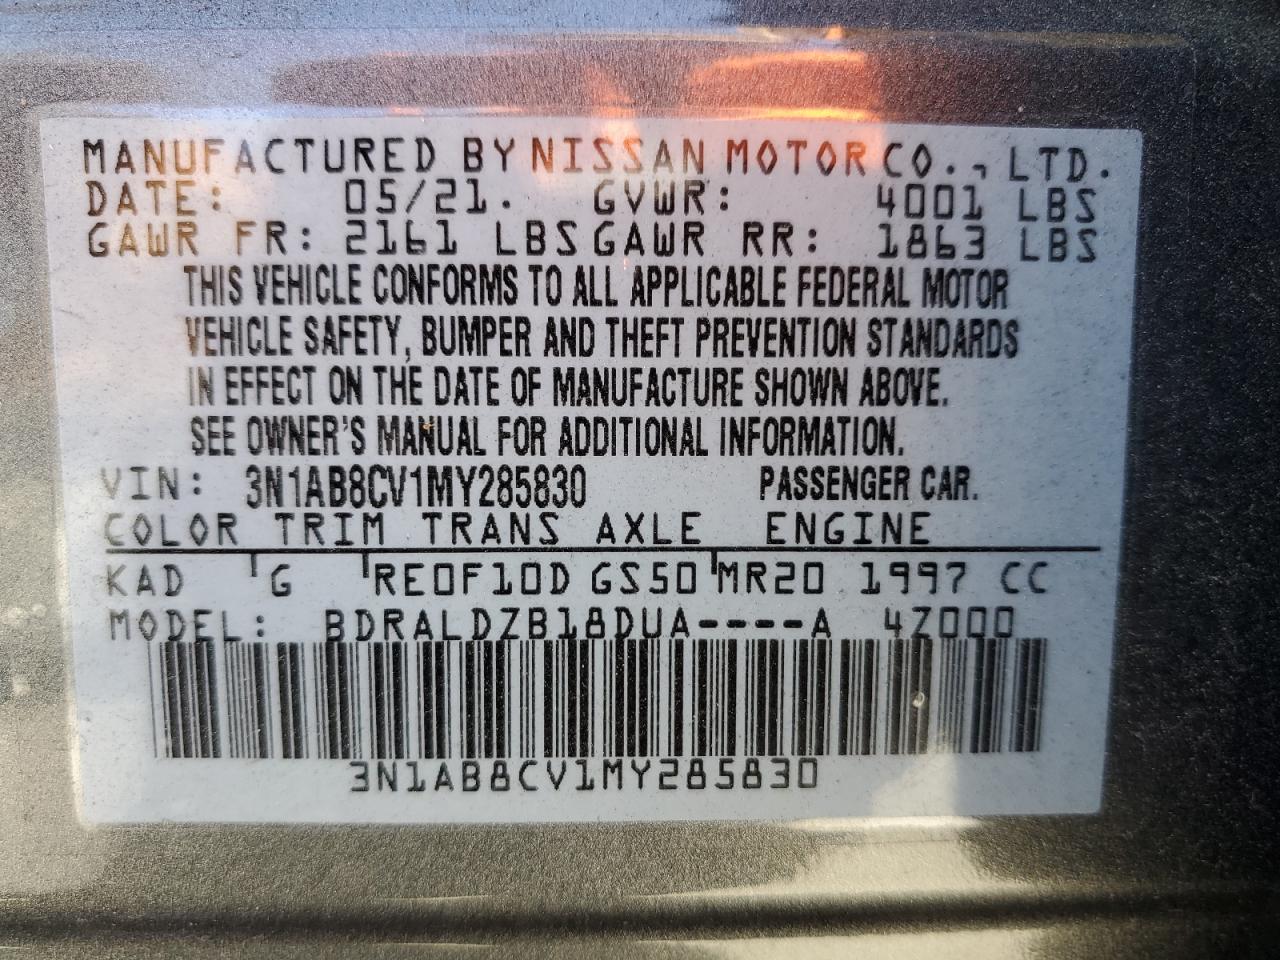 MANUFACTURED BY NISSAN MOTOR CO., LTD.
DATE: 05/21. GVWR: 4001 LBS
GAWR FR: 2161 LBS GAWR RR: 1863 LBS
THIS VEHICLE CONFORMS TO ALL APPLICABLE FEDERAL MOTOR
VEHICLE SAFETY, BUMPER AND THEFT PREVENTION STANDARDS
IN EFFECT ON THE DATE OF MANUFACTURE SHOWN ABOVE.
SEE OWNER'S MANUAL FOR ADDITIONAL INFORMATION.
VIN: 3N1AB8CV1MY285830 PASSENGER CAR.
COLOR TRIM TRANS AXLE ENGINE
KAD G RE0F10D GS50 MR20 1997 CC
MODEL: BDRALDZB18DUA----A 4Z000
3N1AB8CV1MY285830